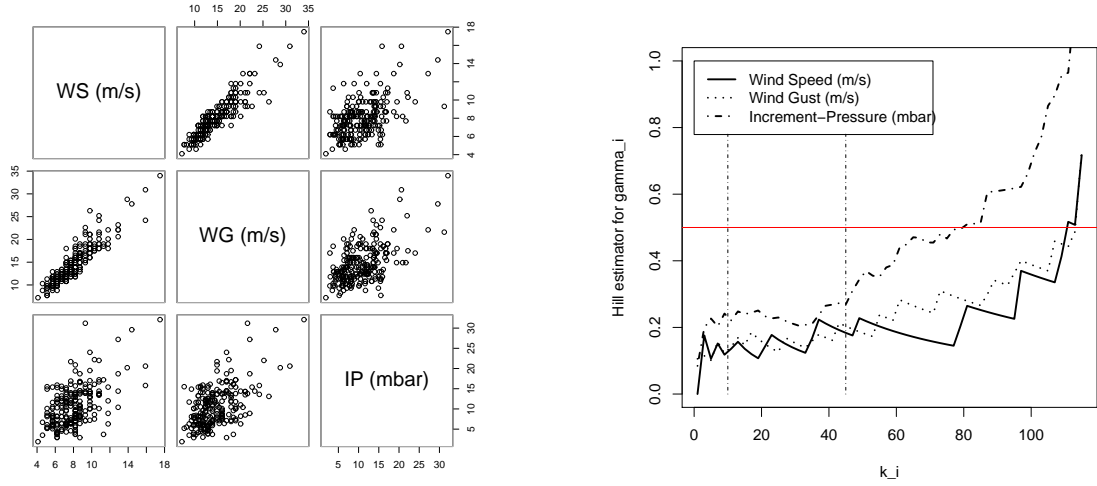 10 15 20 25 30 35
WS (m/s)
4 6 8 10 12 14 16 18
10 15 20 25 30 35
WG (m/s)
IP (mbar)
5 10 15 20 25 30
4 6 8 10 12 14 16 18
5 10 15 20 25 30
Wind Speed (m/s)
Wind Gust (m/s)
Increment−Pressure (mbar)
Hill estimator for gamma_i
0.0 0.2 0.4 0.6 0.8 1.0
0 20 40 60 80 100
k_i